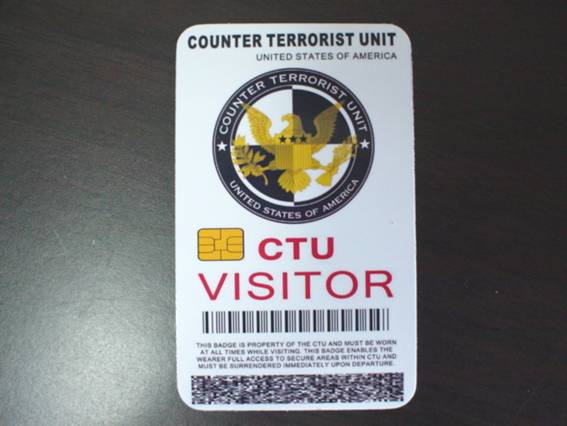 COUNTER TERRORIST UNIT
UNITED STATES OF AMERICA
COUNTER TERRORIST UNIT
UNITED STATES OF AMERICA
CTU
VISITOR
THIS BADGE IS PROPERTY OF THE CTU AND MUST BE WORN
AT ALL TIMES WHILE VISITING. THIS BADGE ENABLES THE
WEARER FULL ACCESS TO SECURE AREAS WITHIN CTU AND
MUST BE SURRENDERED IMMEDIATELY UPON DEPARTURE.